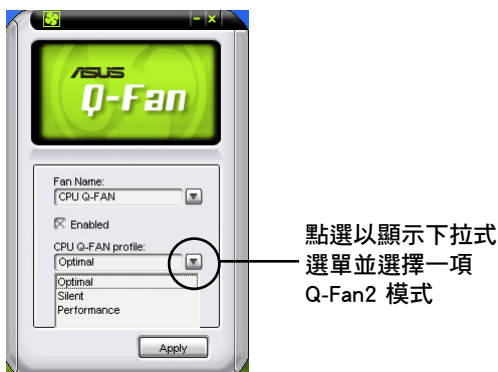 ASUS
Q-Fan
Fan Name:
CPU Q-FAN
Enabled
CPU Q-FAN profile:
Optimal
Optimal
Silent
Performance
Apply
點選以顯示下拉式
選單並選擇一項
Q-Fan2 模式